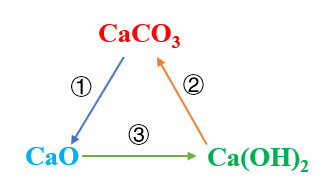 CaCO₃
① ②
③
CaO Ca(OH)₂